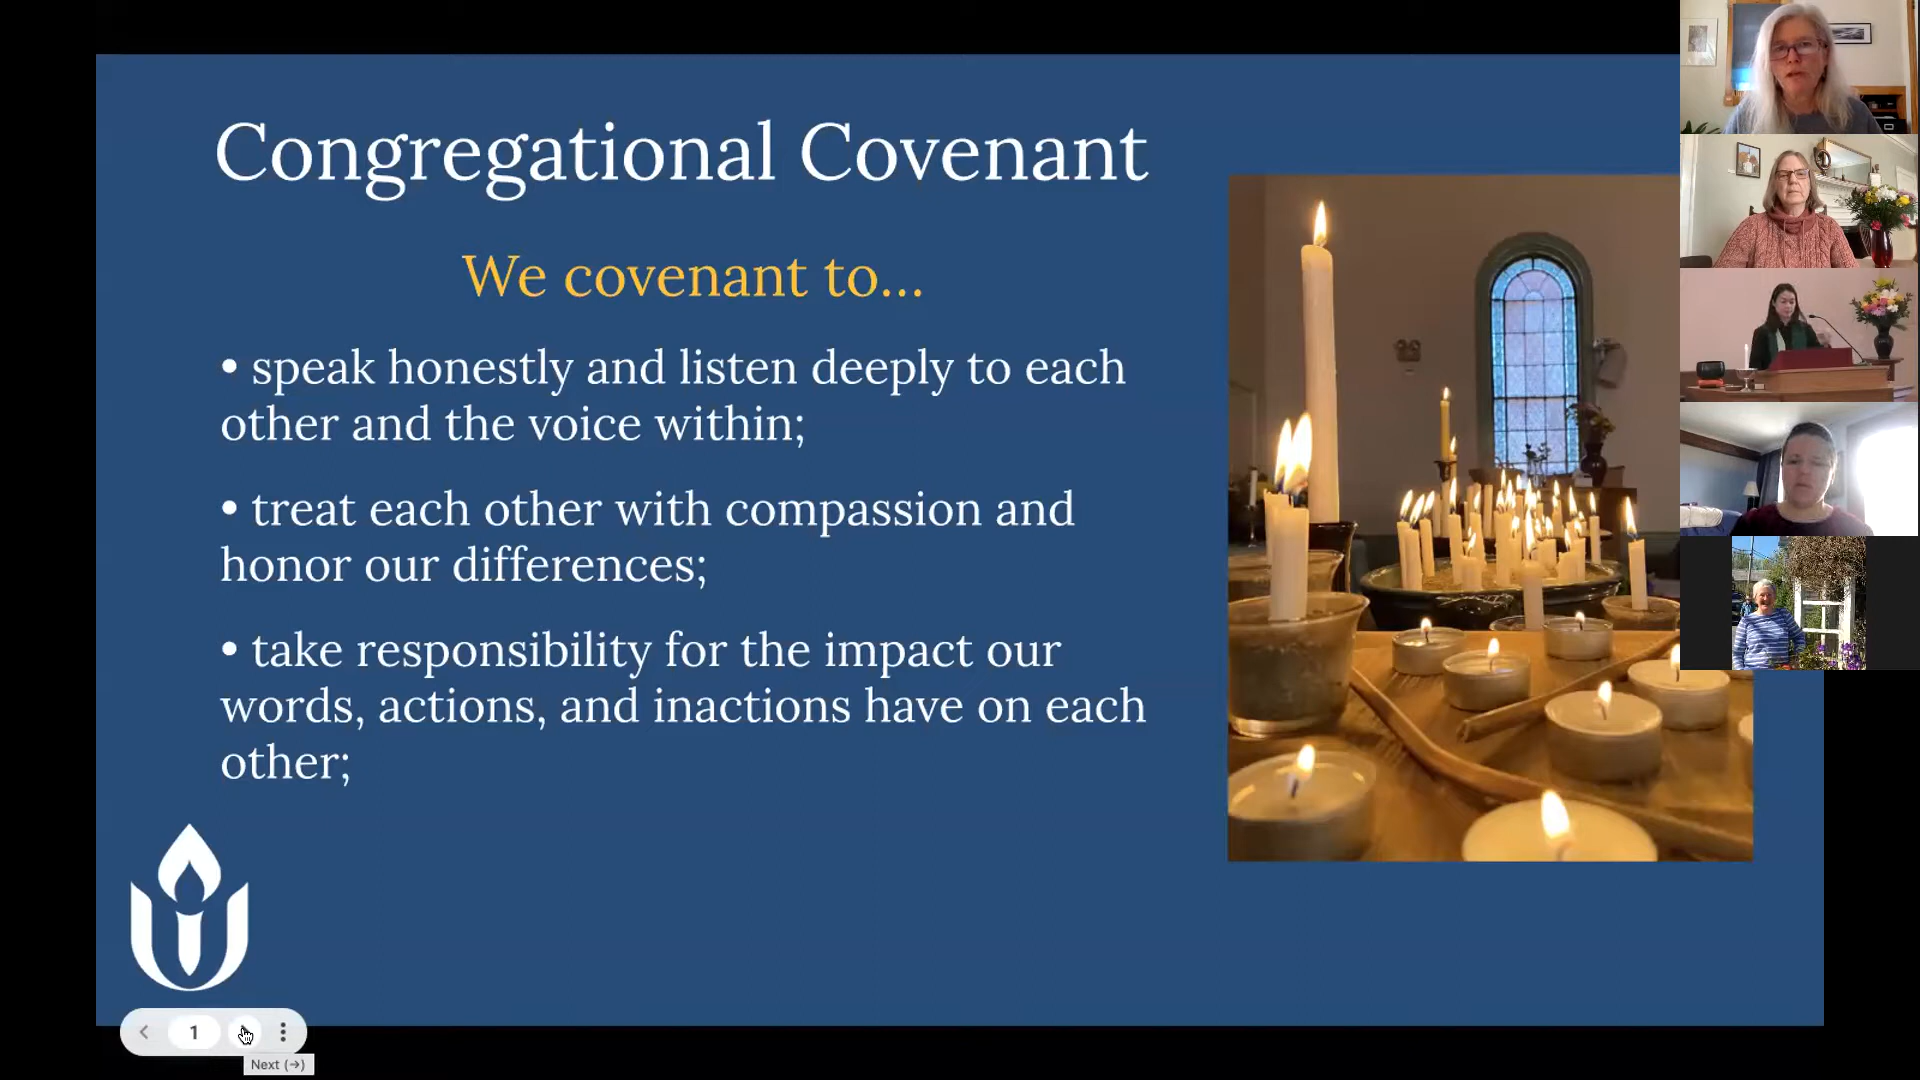 Congregational Covenant
We covenant to...
• speak honestly and listen deeply to each
other and the voice within;
• treat each other with compassion and
honor our differences;
• take responsibility for the impact our
words, actions, and inactions have on each
other;
1
Next (→)